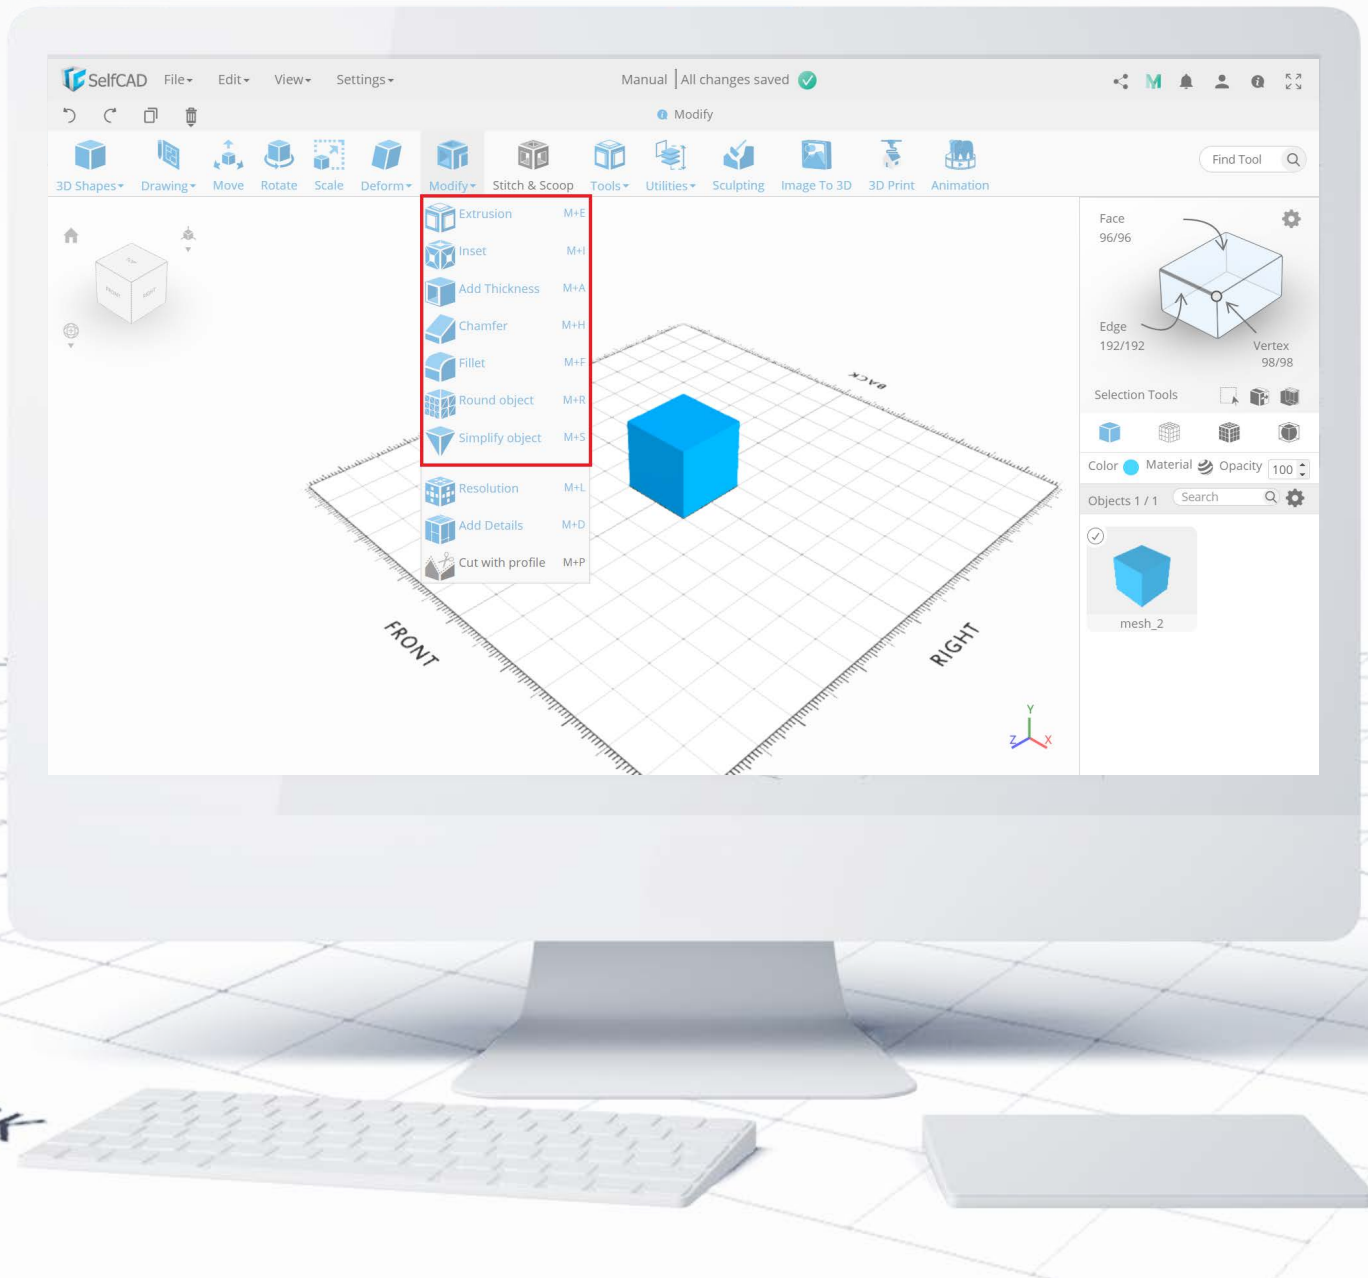 SelfCAD File Edit View Settings Manual All changes saved
Modify
3D Shapes Drawing Move Rotate Scale Deform Modify Stitch & Scoop Tools Utilities Sculpting Image To 3D 3D Print Animation Find Tool
Extrusion M+E
Inset M+I
Add Thickness M+A
Chamfer M+H
Fillet M+F
Round object M+R
Simplify object M+S
Resolution M+L
Add Details M+D
Cut with profile M+P
TOP
FRONT RIGHT
BACK
FRONT
RIGHT
Y
Z X
Face
96/96
Edge
192/192
Vertex
98/98
Selection Tools
Color Material Opacity 100
Objects 1 / 1 Search
mesh_2